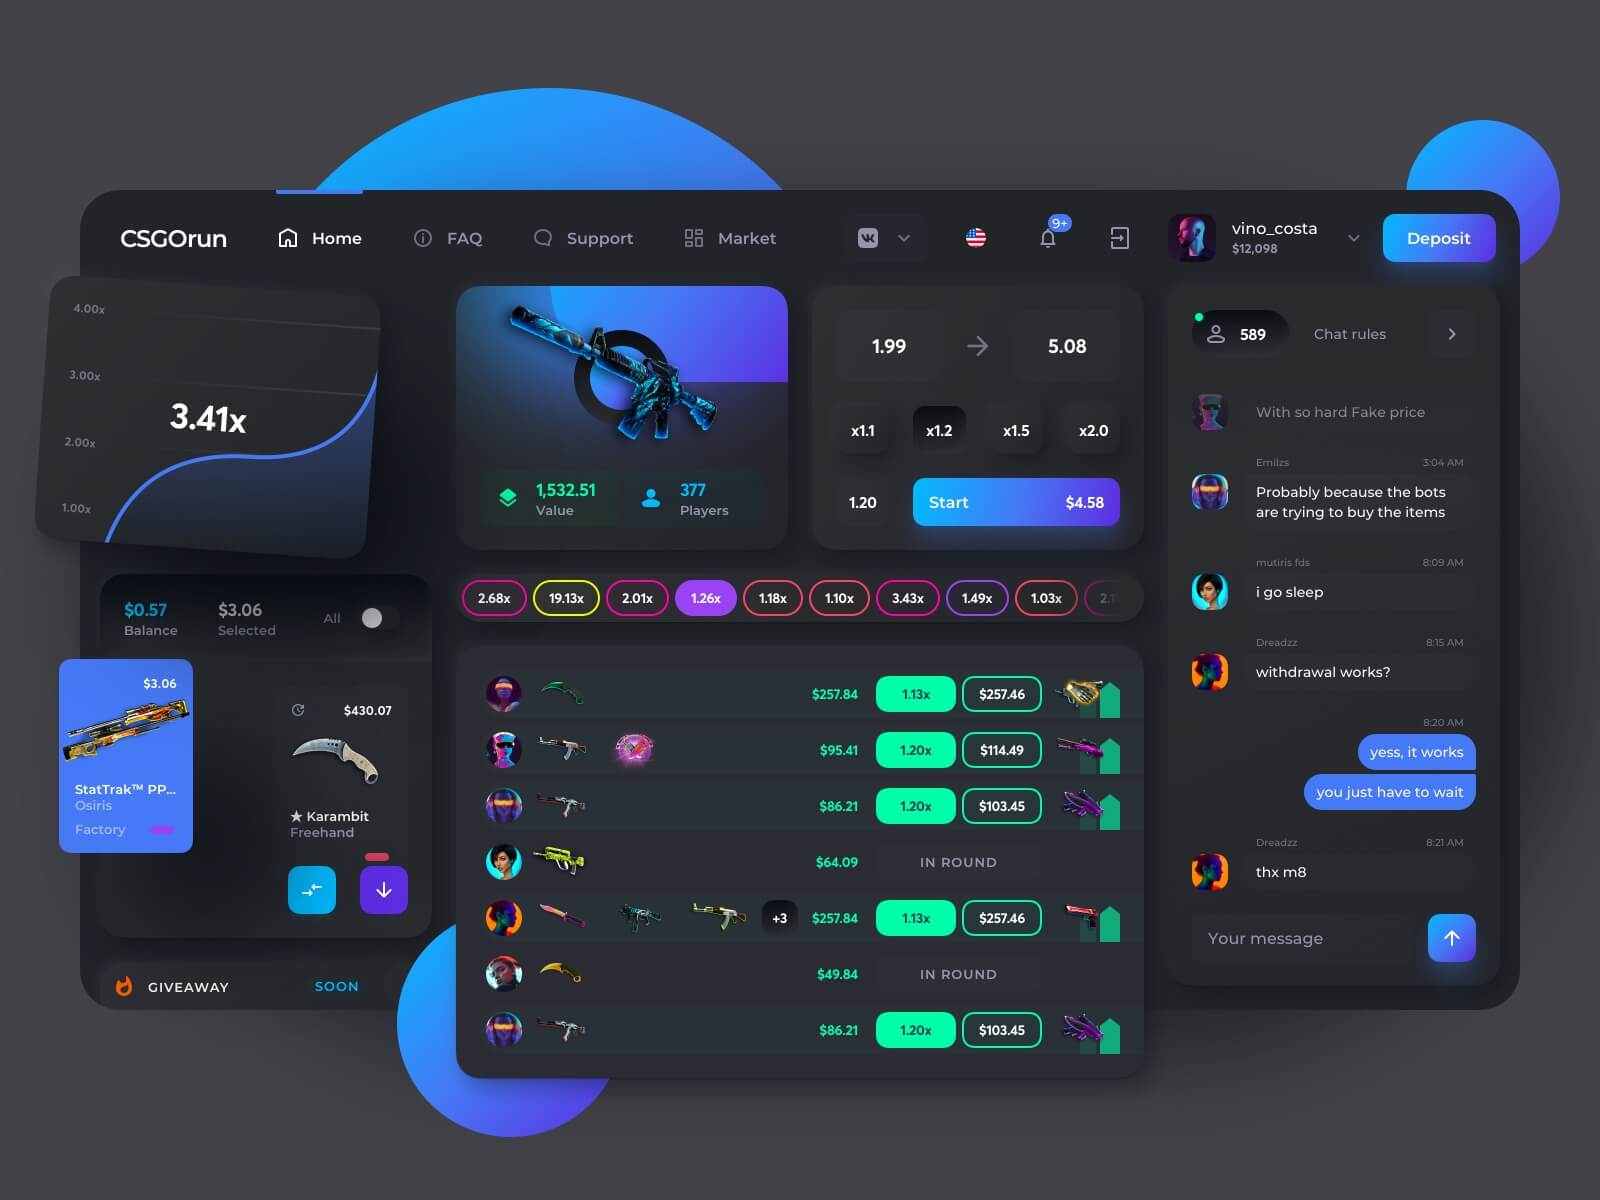 CSGOrun
Home
FAQ
Support
Market
9+
vino_costa
$12,098
Deposit
4.00x
3.00x
2.00x
1.00x
3.41x
1,532.51
Value
377
Players
1.99
5.08
x1.1
x1.2
x1.5
x2.0
1.20
Start
$4.58
2.68x
19.13x
2.01x
1.26x
1.18x
1.10x
3.43x
1.49x
1.03x
$0.57
Balance
$3.06
Selected
All
$3.06
StatTrak™ PP...
Osiris
Factory
$430.07
★ Karambit
Freehand
GIVEAWAY
SOON
$257.84
1.13x
$257.46
$95.41
1.20x
$114.49
$86.21
1.20x
$103.45
$64.09
IN ROUND
+3
$257.84
1.13x
$257.46
$49.84
IN ROUND
$86.21
1.20x
$103.45
589
Chat rules
With so hard Fake price
Emilzs
3:04 AM
Probably because the bots
are trying to buy the items
mutiris fds
8:09 AM
i go sleep
Dreadzz
8:15 AM
withdrawal works?
8:20 AM
yess, it works
you just have to wait
Dreadzz
8:21 AM
thx m8
Your message